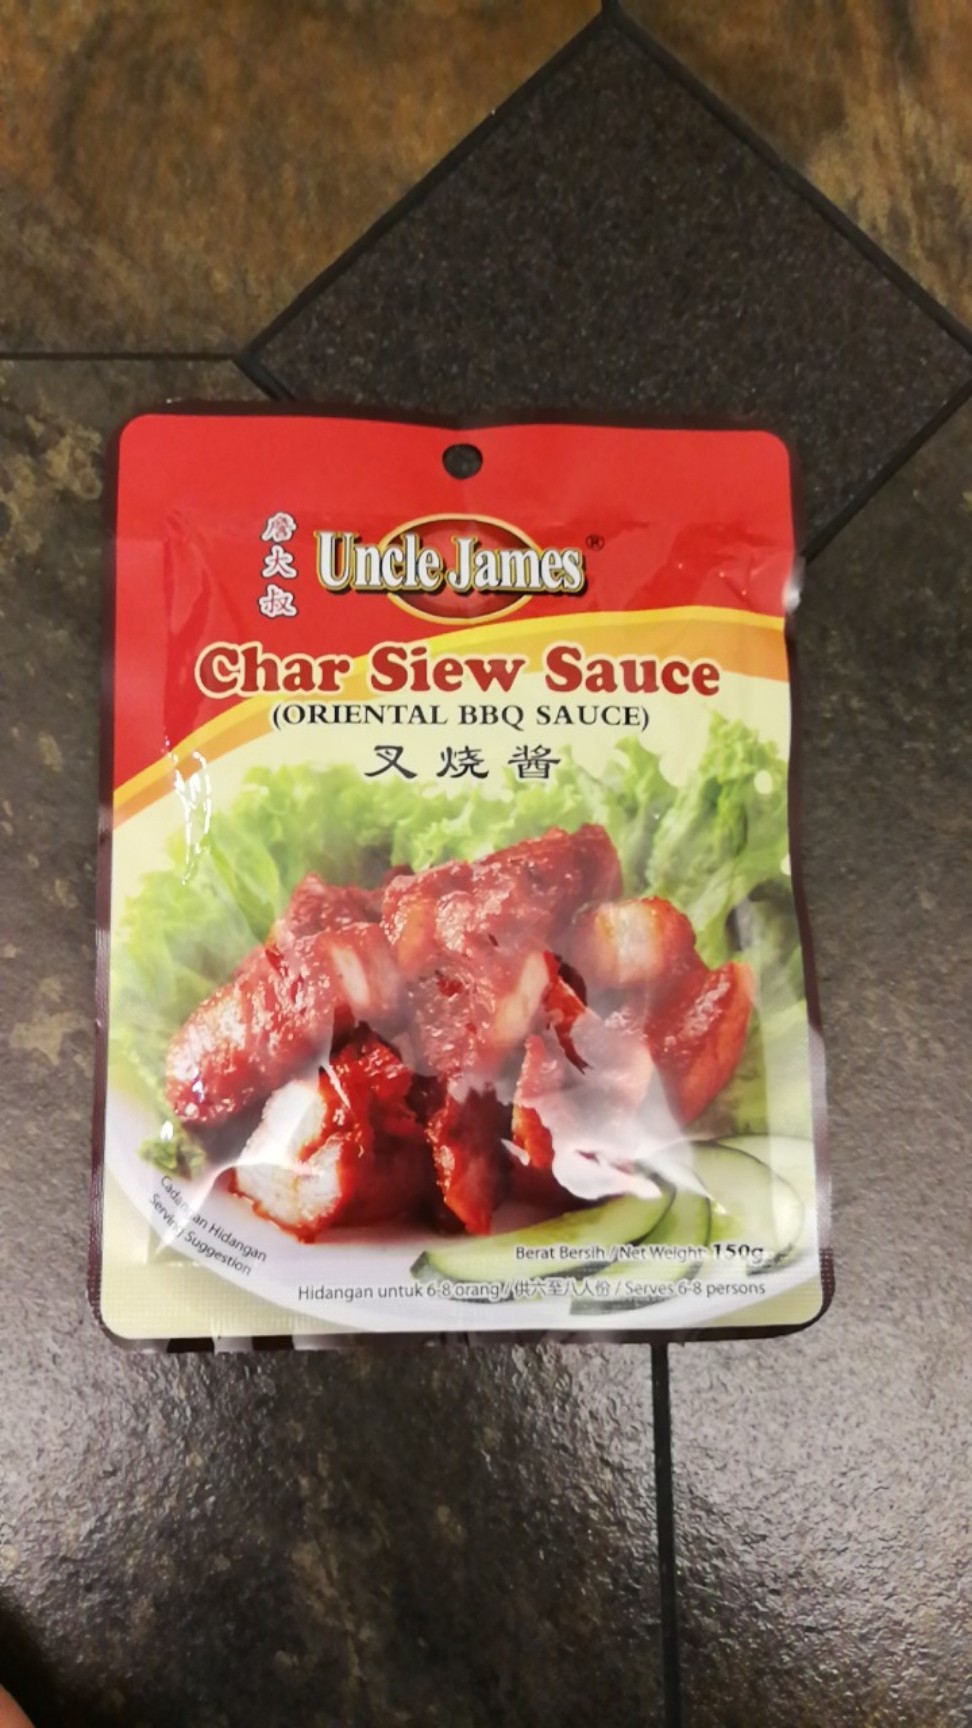 詹大叔
Uncle James®
Char Siew Sauce
(ORIENTAL BBQ SAUCE)
叉烧酱
Cadangan Hidangan
Serving Suggestion
Berat Bersih / Net Weight: 150g
Hidangan untuk 6-8 orang / 供六至八人份 / Serves 6-8 persons